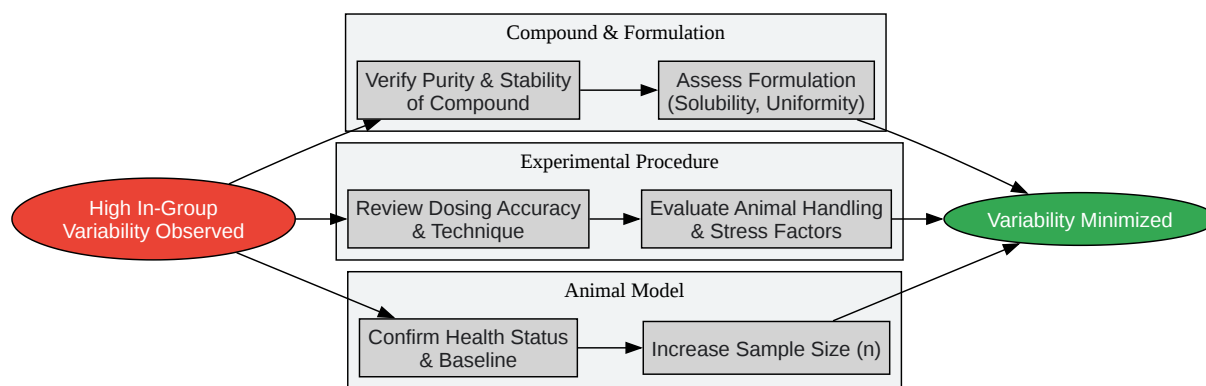 Compound & Formulation
Verify Purity & Stability
of Compound
Assess Formulation
(Solubility, Uniformity)
Experimental Procedure
High In-Group
Variability Observed
Review Dosing Accuracy
& Technique
Evaluate Animal Handling
& Stress Factors
Variability Minimized
Animal Model
Confirm Health Status
& Baseline
Increase Sample Size (n)